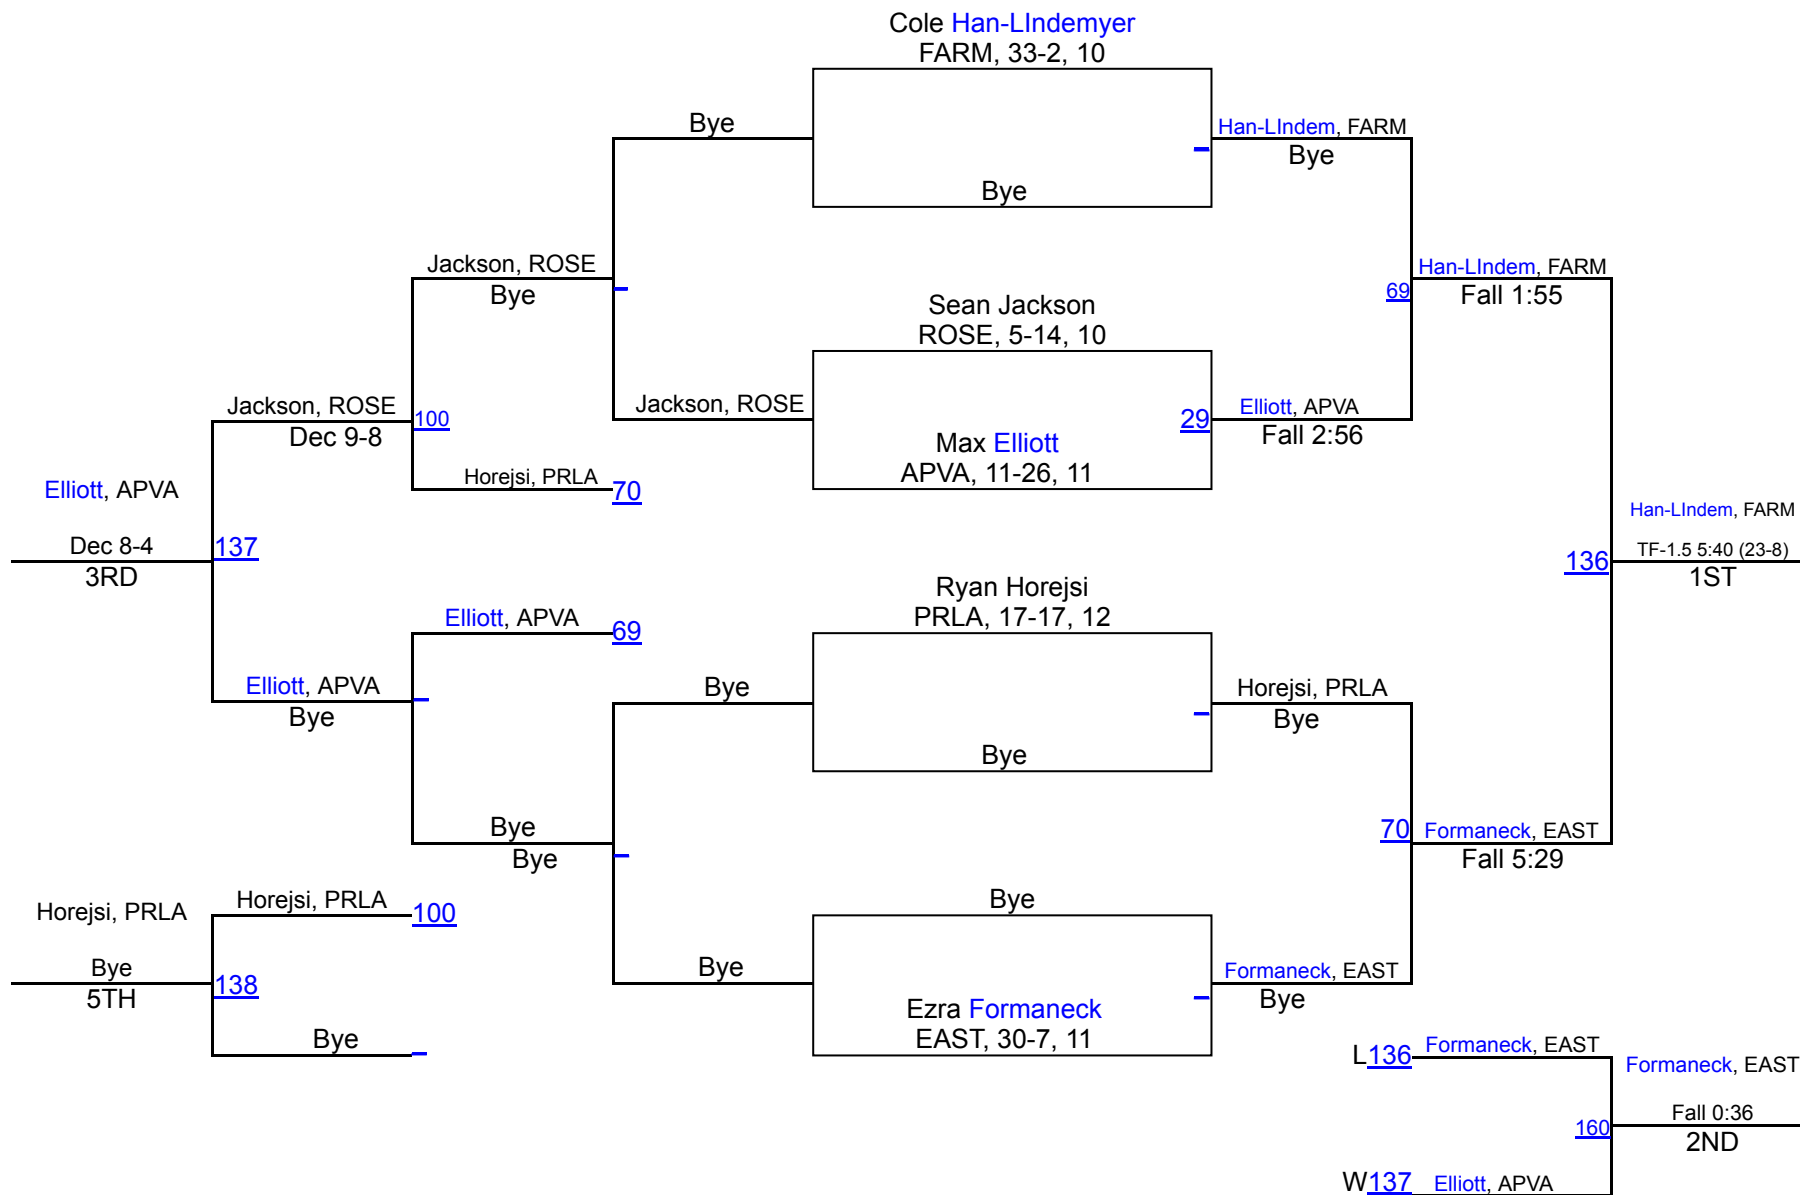 Cole Han-LIndemyer
FARM, 33-2, 10
Bye
Han-LIndem, FARM
Bye
Bye
Jackson, ROSE
Bye
Han-LIndem, FARM
69
Fall 1:55
Sean Jackson
ROSE, 5-14, 10
Jackson, ROSE
100
Dec 9-8
Jackson, ROSE
29
Elliott, APVA
Fall 2:56
Max Elliott
APVA, 11-26, 11
Horejsi, PRLA
70
Elliott, APVA
Dec 8-4
137
3RD
Han-LIndem, FARM
136
TF-1.5 5:40 (23-8)
1ST
Ryan Horejsi
PRLA, 17-17, 12
Elliott, APVA
69
Elliott, APVA
Bye
Bye
Horejsi, PRLA
Bye
Bye
Bye
Bye
70
Formaneck, EAST
Fall 5:29
Horejsi, PRLA
Horejsi, PRLA
100
Bye
138
5TH
Bye
Bye
Bye
Formaneck, EAST
Bye
Ezra Formaneck
EAST, 30-7, 11
L136
Formaneck, EAST
Formaneck, EAST
Fall 0:36
160
2ND
W137
Elliott, APVA